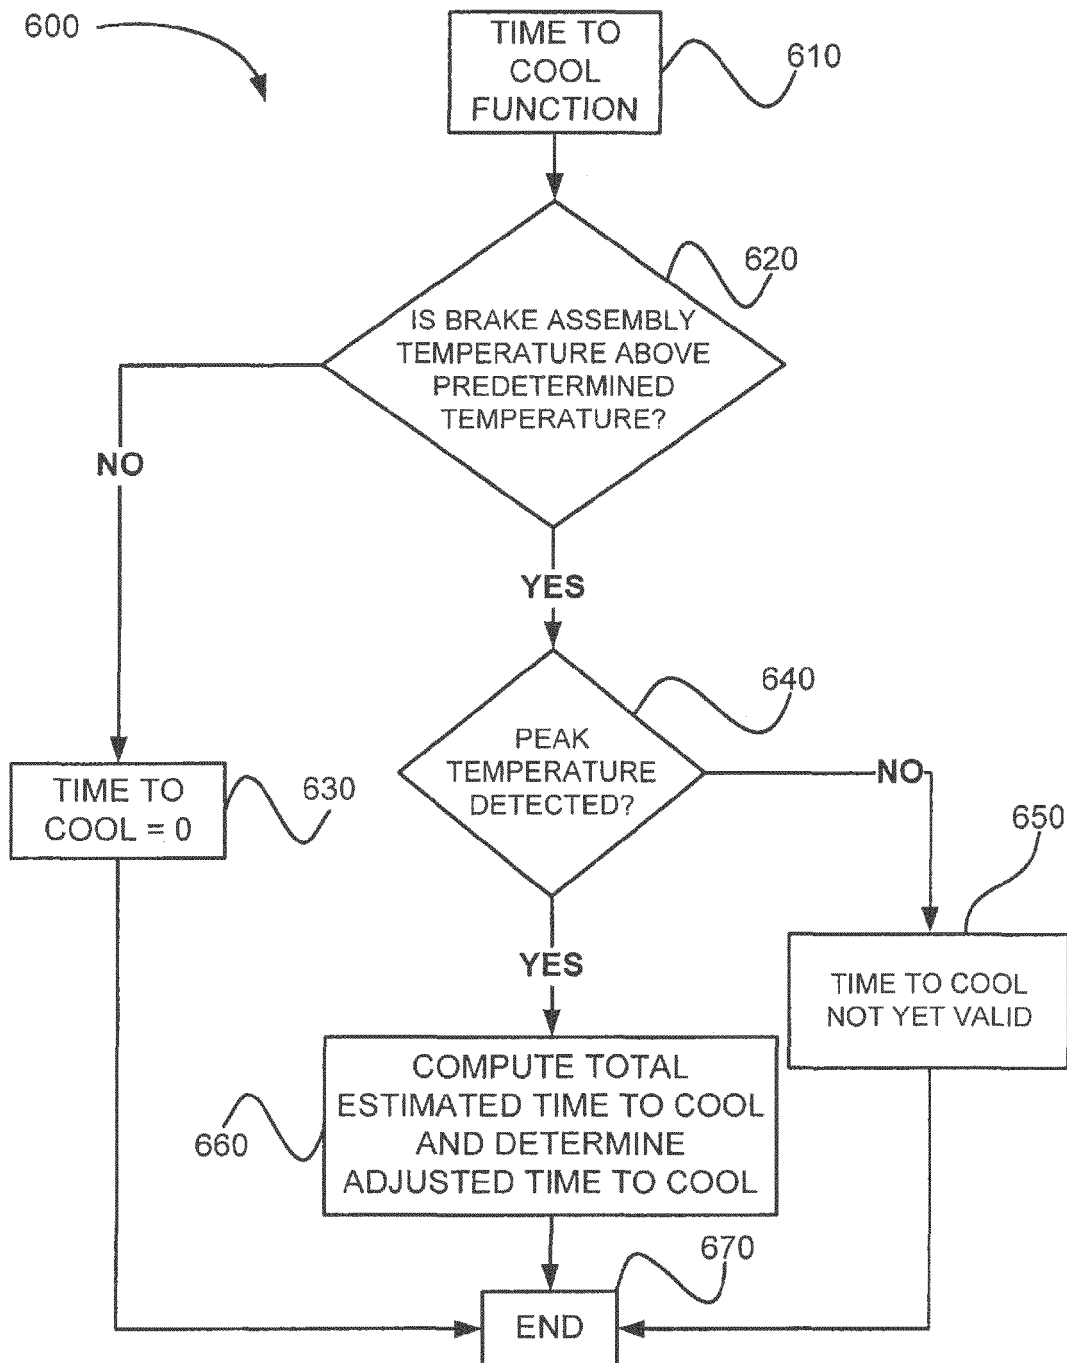 600
TIME TO
COOL
FUNCTION
610
620
IS BRAKE ASSEMBLY
TEMPERATURE ABOVE
PREDETERMINED
TEMPERATURE?
NO
YES
640
PEAK
TEMPERATURE
DETECTED?
NO
TIME TO
COOL = 0
630
650
TIME TO COOL
NOT YET VALID
YES
COMPUTE TOTAL
ESTIMATED TIME TO COOL
AND DETERMINE
ADJUSTED TIME TO COOL
660
670
END